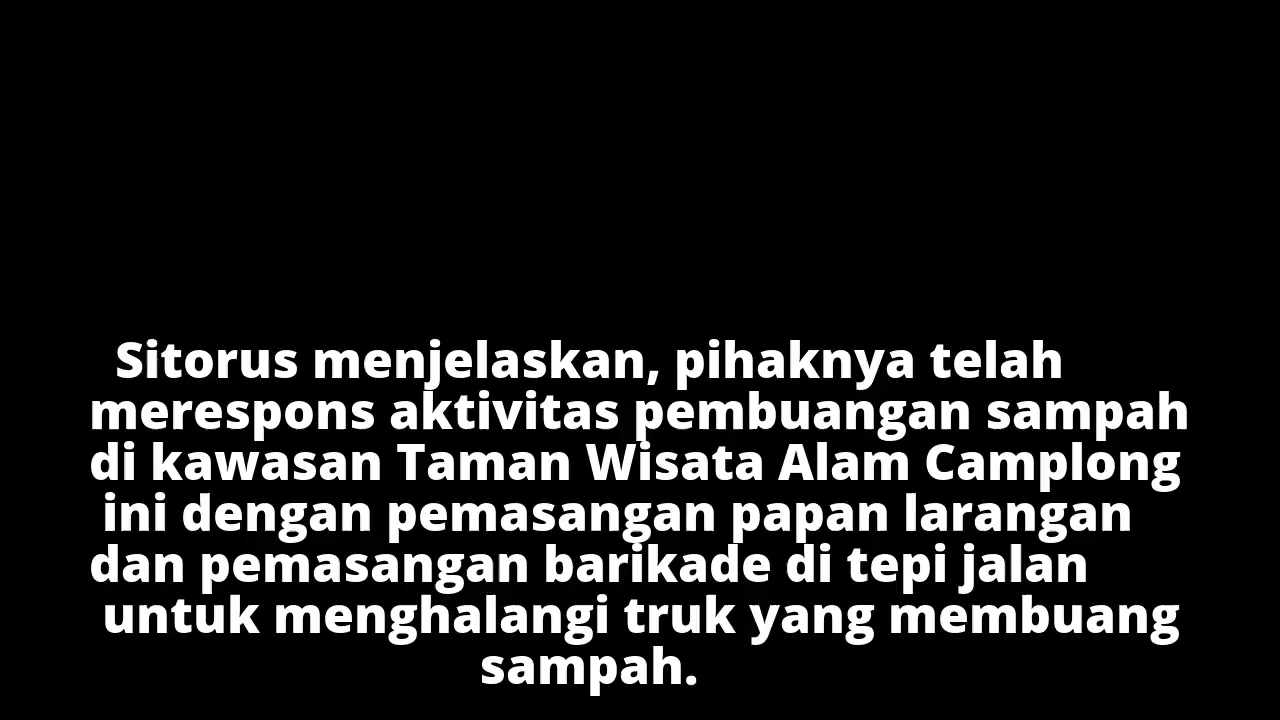 Sitorus menjelaskan, pihaknya telah
merespons aktivitas pembuangan sampah
di kawasan Taman Wisata Alam Camplong
ini dengan pemasangan papan larangan
dan pemasangan barikade di tepi jalan
untuk menghalangi truk yang membuang
sampah.